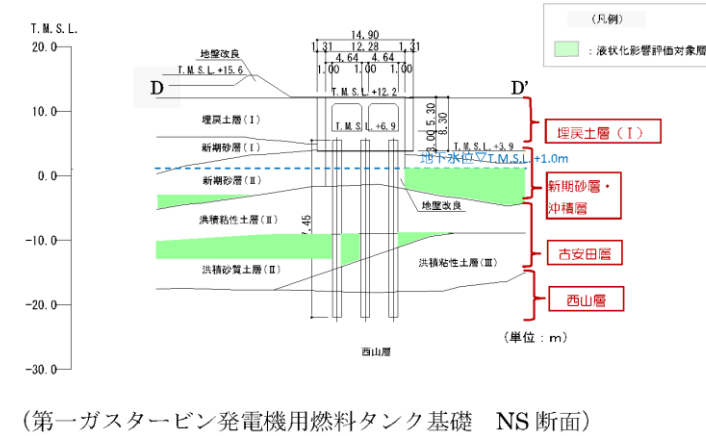 T.M.S.L.
20.0
10.0
0.0
-10.0
-20.0
-30.0
(凡例)
：液状化影響評価対象層
14.90
1.31 12.28 1.31
4.64 4.64
1.00 1.00 1.00
地盤改良
T.M.S.L.+15.6
T.M.S.L.+12.2
D
D'
埋戻土層(Ⅰ)
T.M.S.L.+6.9
5.30
8.30
3.00
新期砂層(Ⅰ)
T.M.S.L.+3.9
地下水位▽T.M.S.L.+1.0m
新期砂層(Ⅱ)
地盤改良
洪積粘性土層(Ⅱ)
7.45
洪積砂質土層(Ⅱ)
洪積粘性土層(Ⅲ)
西山層
埋戻土層（Ⅰ）
新期砂層・
沖積層
古安田層
西山層
(単位：m)
(第一ガスタービン発電機用燃料タンク基礎 NS 断面)